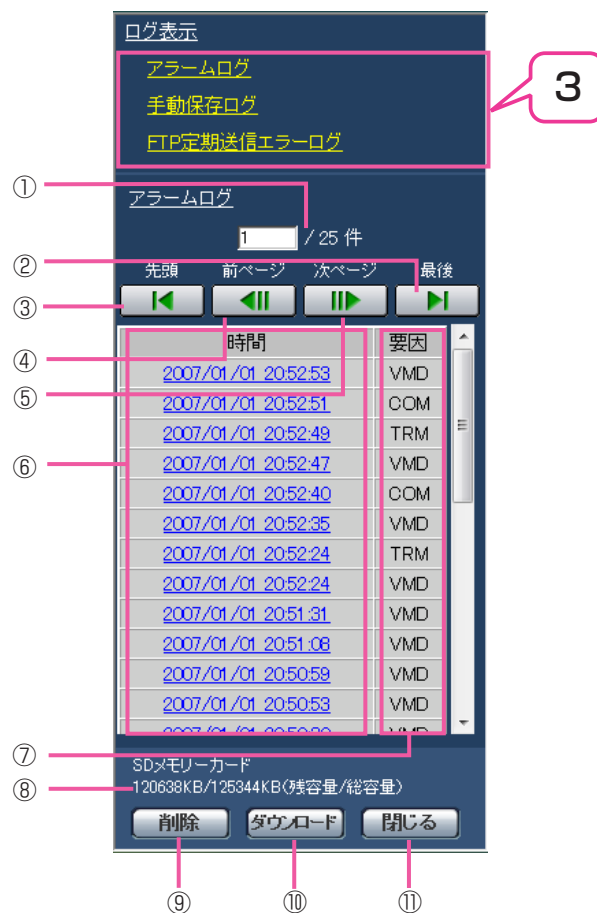 ログ表示
アラームログ
手動保存ログ
FTP定期送信エラーログ
3
①
アラームログ
1 / 25 件
②
先頭 前ページ 次ページ 最後
③
④
時間 要因
⑤
2007/01/01 20:52:53 VMD
2007/01/01 20:52:51 COM
2007/01/01 20:52:49 TRM
⑥
2007/01/01 20:52:47 VMD
2007/01/01 20:52:40 COM
2007/01/01 20:52:35 VMD
2007/01/01 20:52:24 TRM
2007/01/01 20:52:24 VMD
2007/01/01 20:51:31 VMD
2007/01/01 20:51:08 VMD
2007/01/01 20:50:59 VMD
2007/01/01 20:50:53 VMD
⑦
SDメモリーカード
⑧
120638KB/125344KB(残容量/総容量)
削除 ダウンロード 閉じる
⑨ ⑩ ⑪